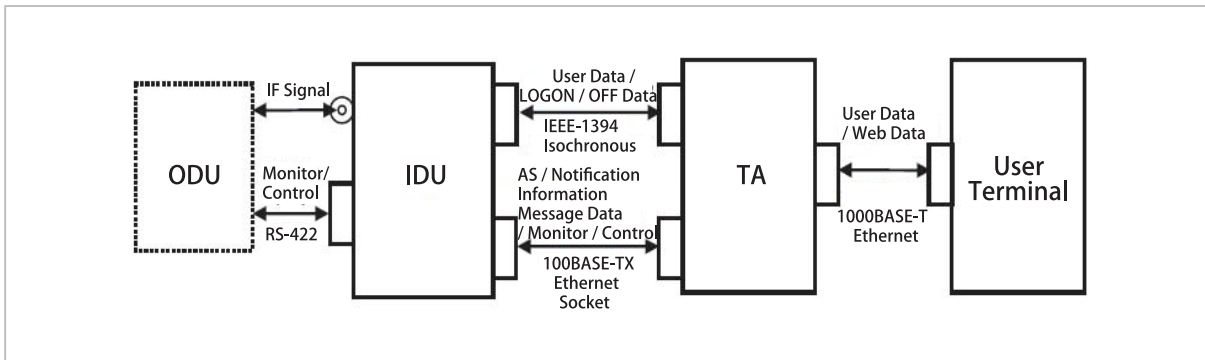 ODU
IF Signal
Monitor/
Control
RS-422
IDU
User Data /
LOGON / OFF Data
IEEE-1394
Isochronous
AS / Notification
Information
Message Data
/ Monitor / Control
100BASE-TX
Ethernet
Socket
TA
User Data
/ Web Data
1000BASE-T
Ethernet
User
Terminal